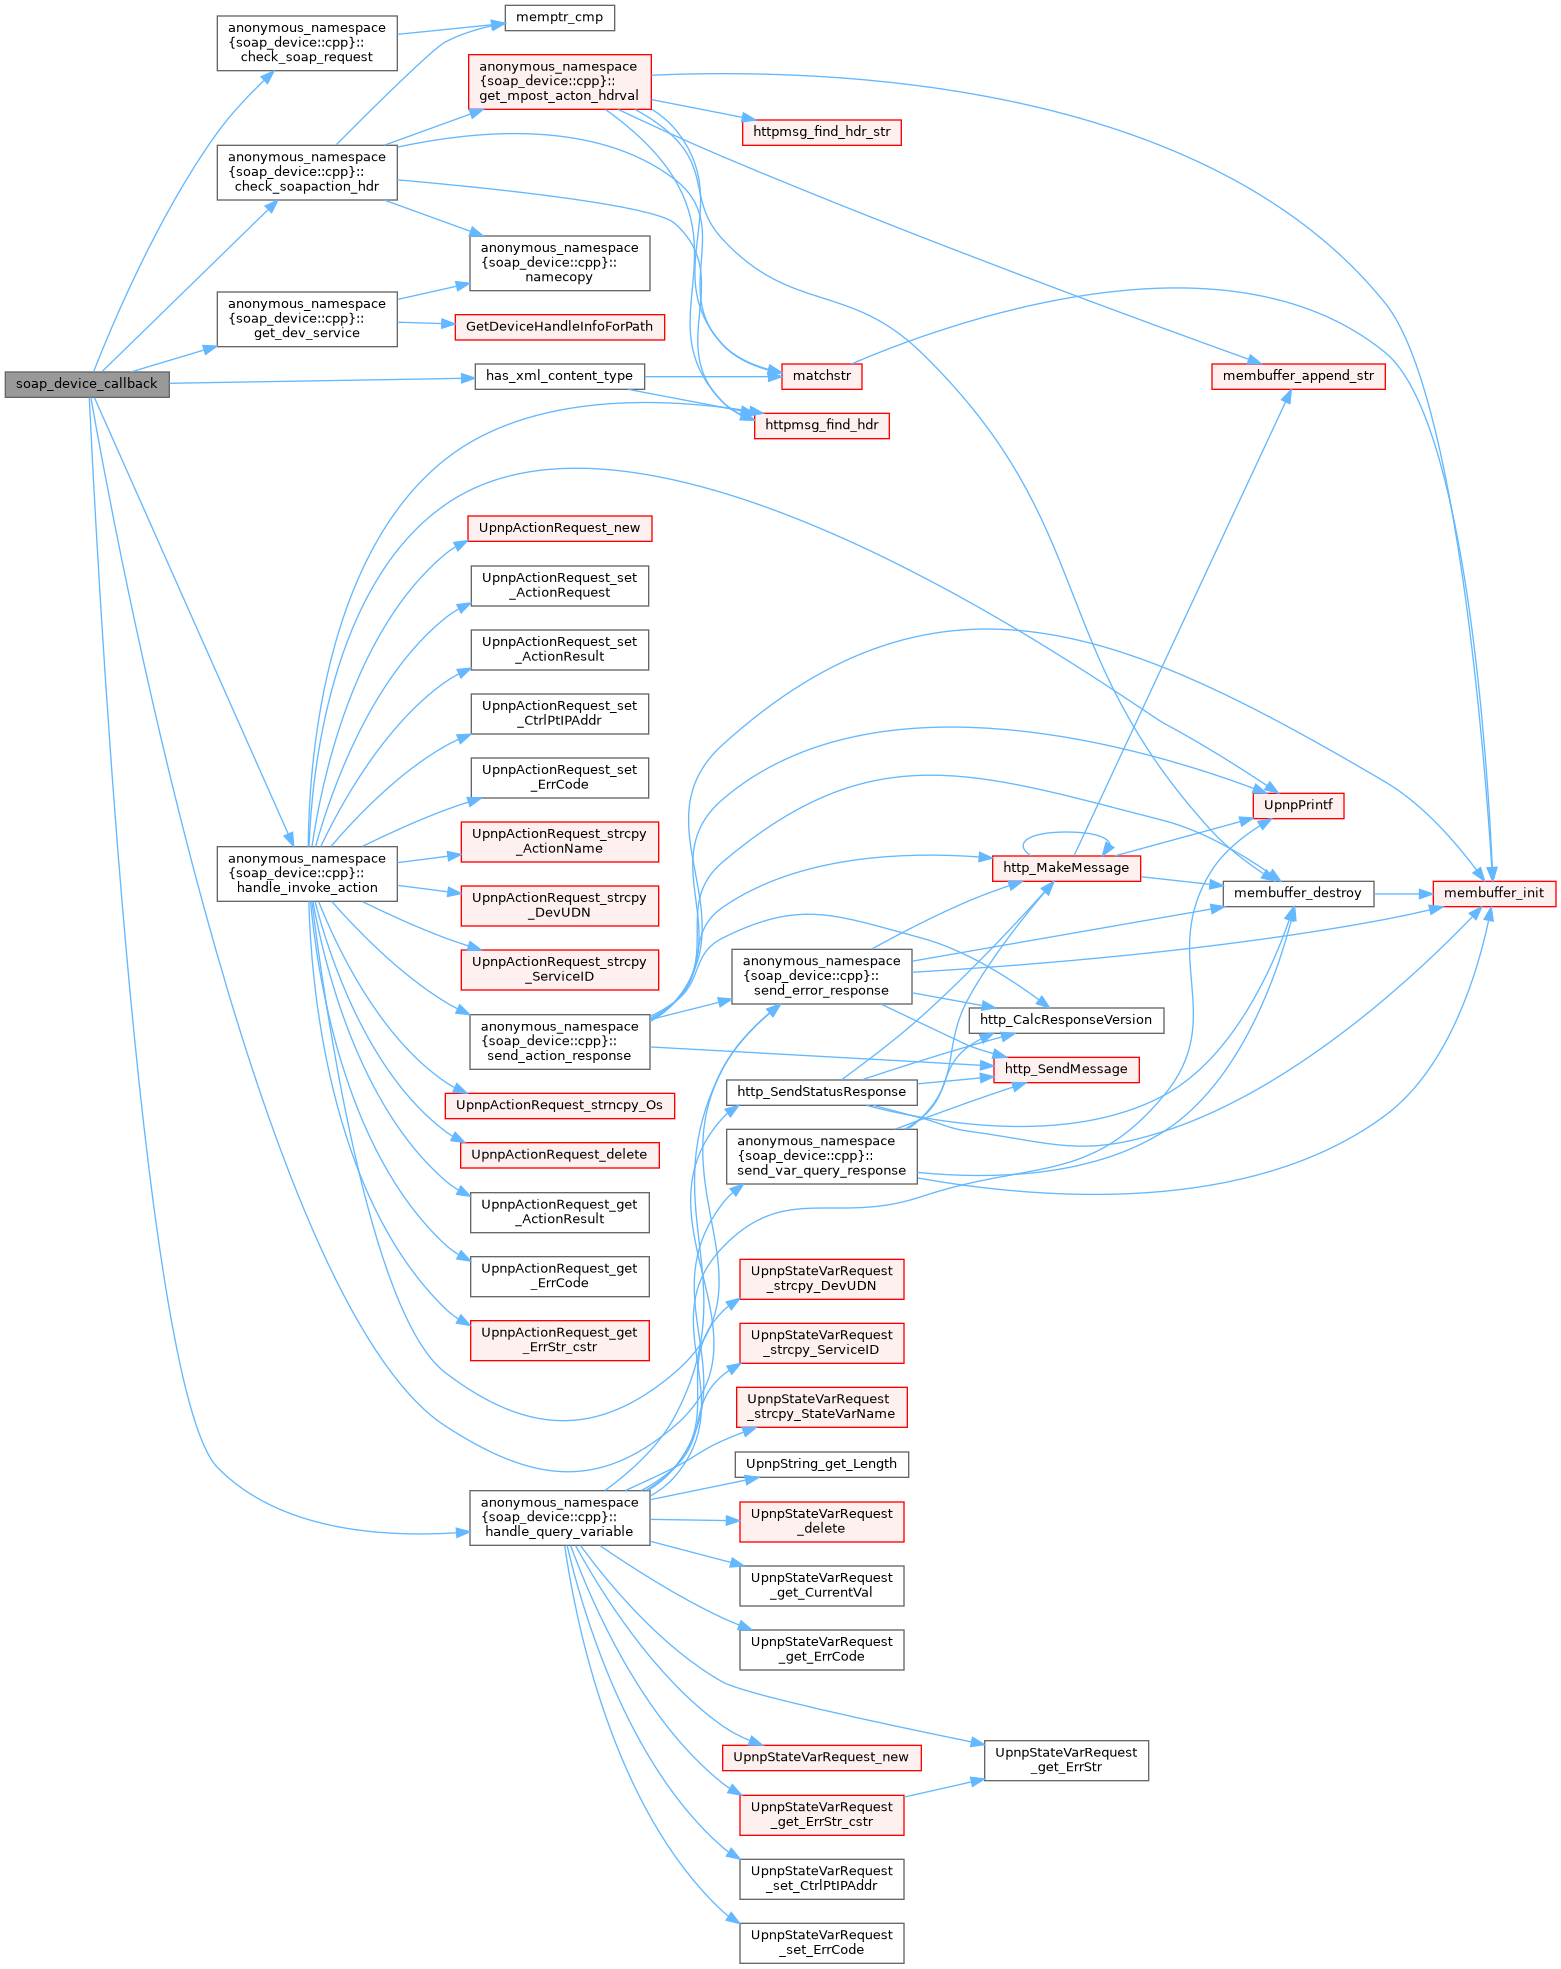 soap_device_callback
anonymous_namespace
{soap_device::cpp}::
check_soap_request
memptr_cmp
anonymous_namespace
{soap_device::cpp}::
check_soapaction_hdr
anonymous_namespace
{soap_device::cpp}::
get_mpost_acton_hdrval
httpmsg_find_hdr_str
anonymous_namespace
{soap_device::cpp}::
namecopy
anonymous_namespace
{soap_device::cpp}::
get_dev_service
GetDeviceHandleInfoForPath
has_xml_content_type
matchstr
httpmsg_find_hdr
membuffer_append_str
anonymous_namespace
{soap_device::cpp}::
handle_invoke_action
UpnpActionRequest_new
UpnpActionRequest_set
_ActionRequest
UpnpActionRequest_set
_ActionResult
UpnpActionRequest_set
_CtrlPtIPAddr
UpnpActionRequest_set
_ErrCode
UpnpActionRequest_strcpy
_ActionName
UpnpActionRequest_strcpy
_DevUDN
UpnpActionRequest_strcpy
_ServiceID
anonymous_namespace
{soap_device::cpp}::
send_action_response
UpnpActionRequest_strncpy_Os
UpnpActionRequest_delete
UpnpActionRequest_get
_ActionResult
UpnpActionRequest_get
_ErrCode
UpnpActionRequest_get
_ErrStr_cstr
UpnpPrintf
http_MakeMessage
membuffer_destroy
membuffer_init
anonymous_namespace
{soap_device::cpp}::
send_error_response
http_CalcResponseVersion
http_SendMessage
http_SendStatusResponse
anonymous_namespace
{soap_device::cpp}::
send_var_query_response
anonymous_namespace
{soap_device::cpp}::
handle_query_variable
UpnpStateVarRequest
_strcpy_DevUDN
UpnpStateVarRequest
_strcpy_ServiceID
UpnpStateVarRequest
_strcpy_StateVarName
UpnpString_get_Length
UpnpStateVarRequest
_delete
UpnpStateVarRequest
_get_CurrentVal
UpnpStateVarRequest
_get_ErrCode
UpnpStateVarRequest_new
UpnpStateVarRequest
_get_ErrStr
UpnpStateVarRequest
_get_ErrStr_cstr
UpnpStateVarRequest
_set_CtrlPtIPAddr
UpnpStateVarRequest
_set_ErrCode